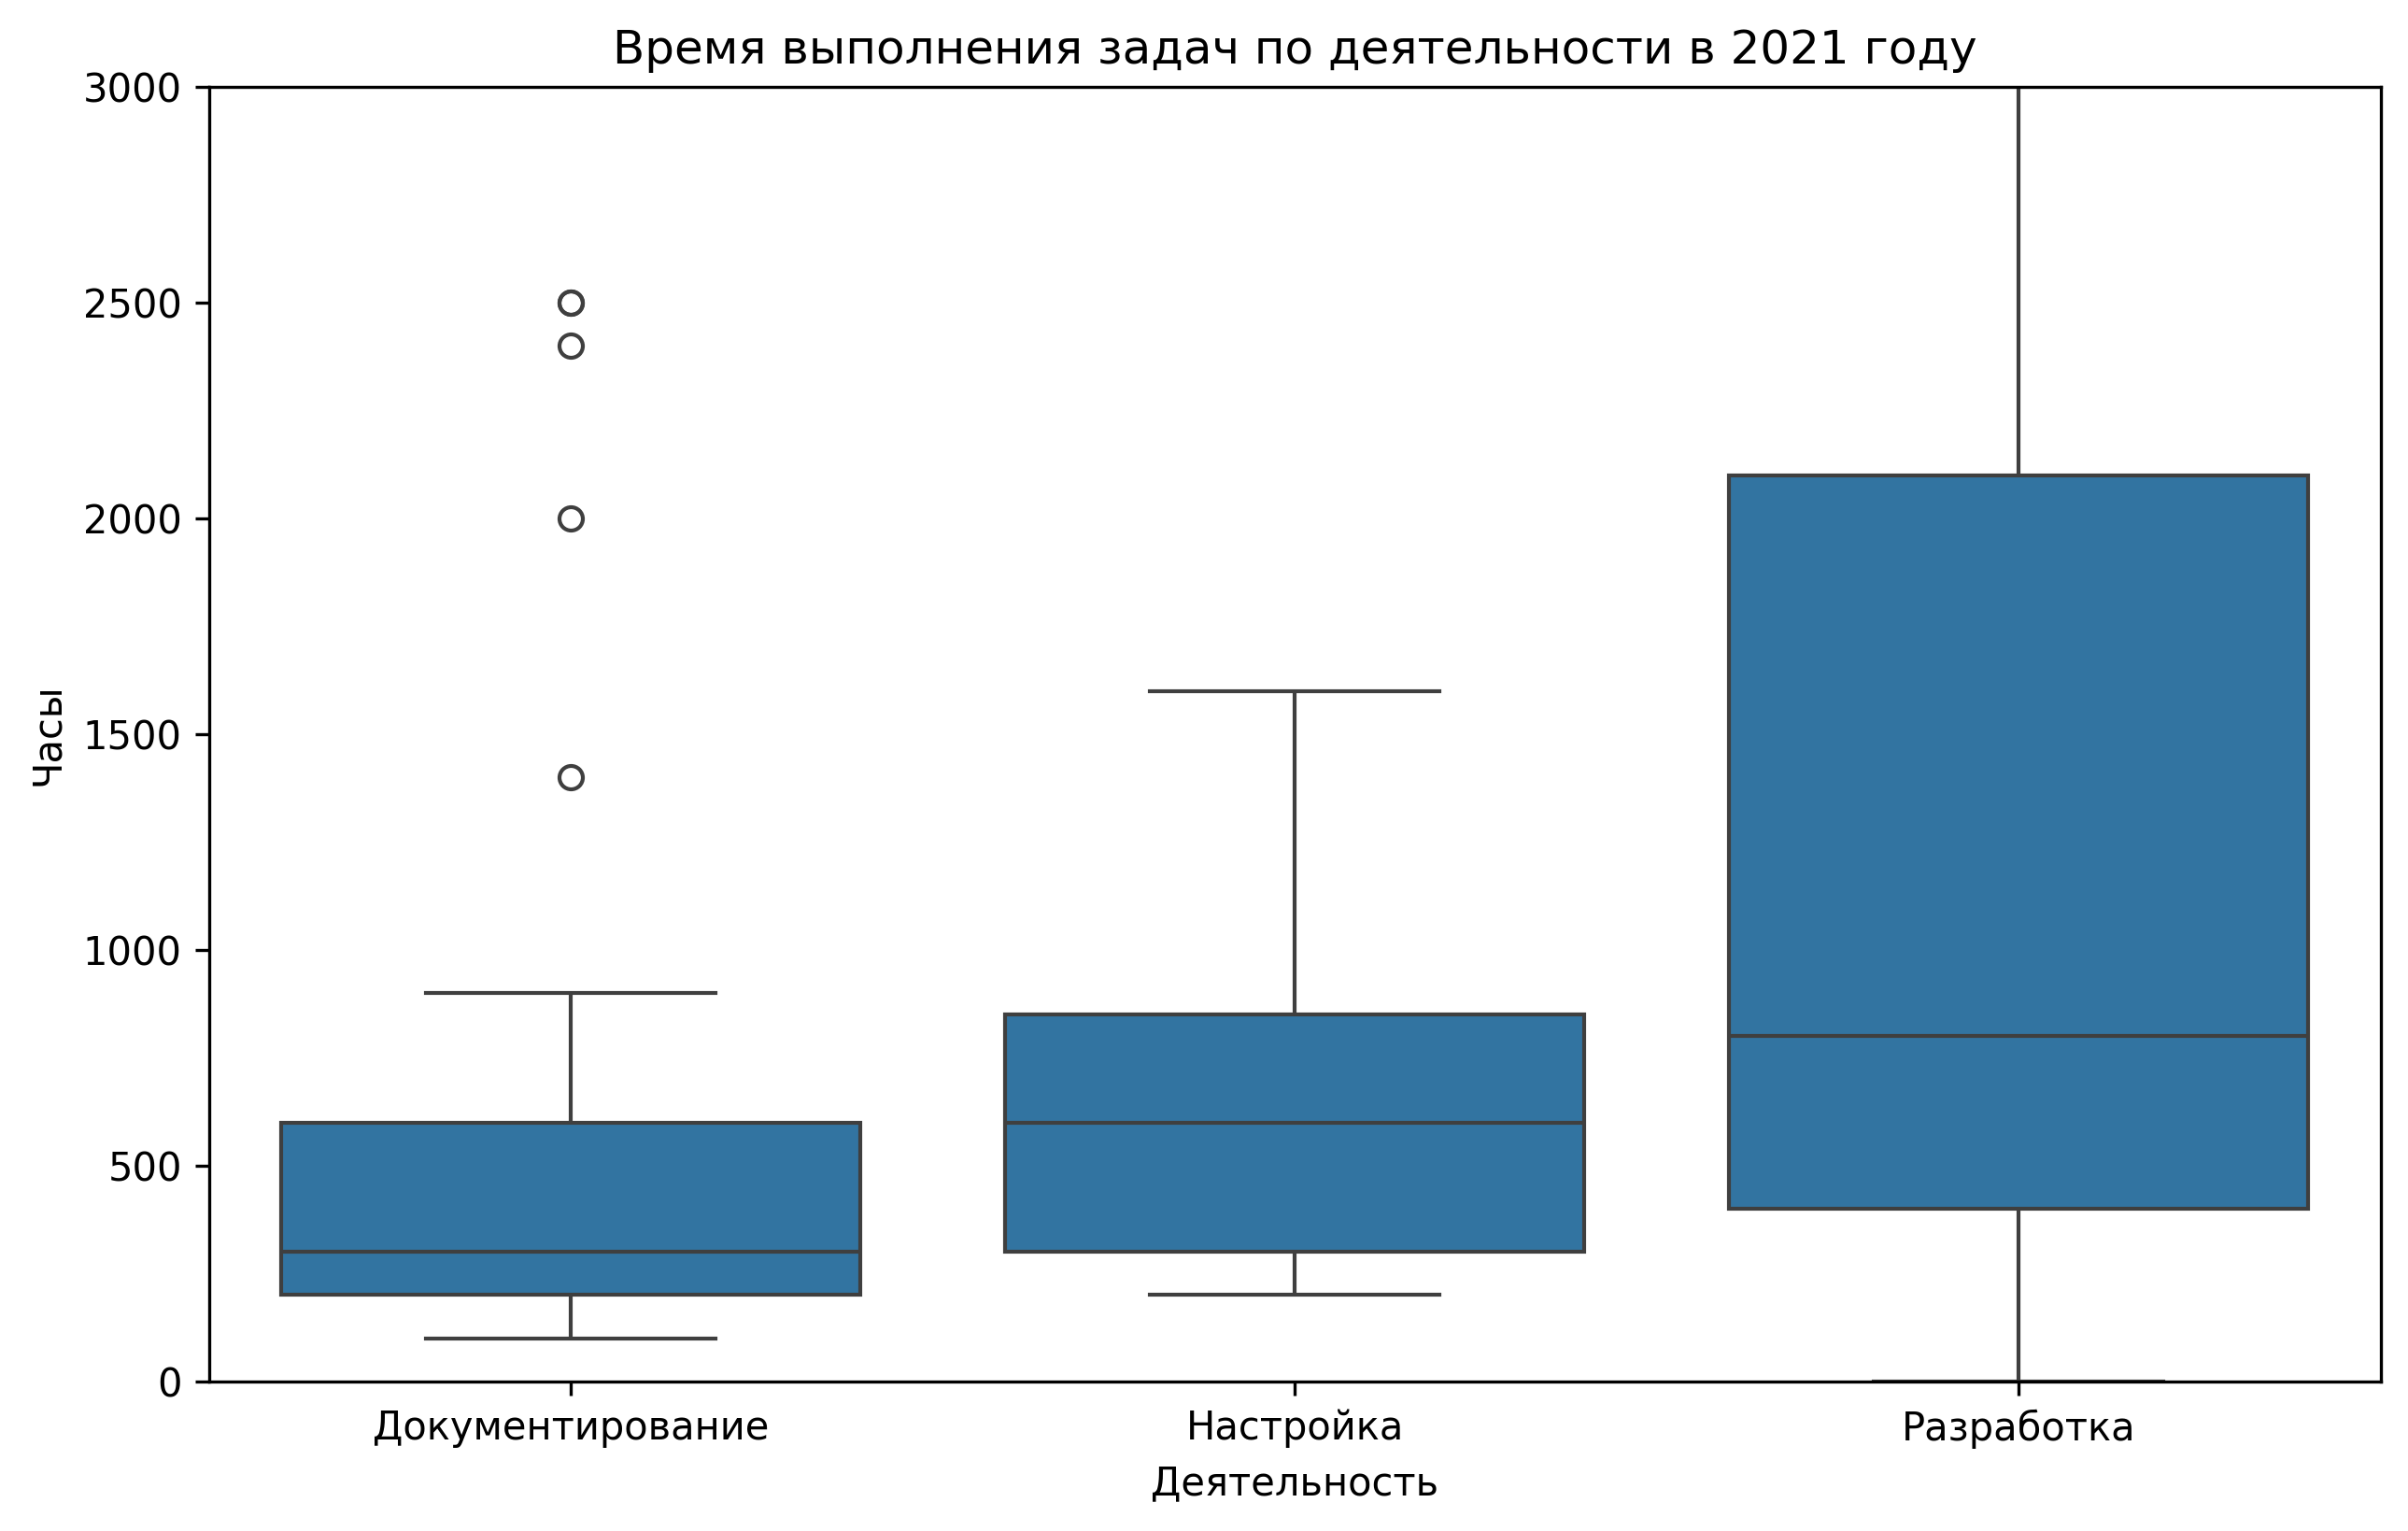 Время выполнения задач по деятельности в 2021 году
Часы
3000
2500
2000
1500
1000
500
0
Документирование
Настройка
Разработка
Деятельность